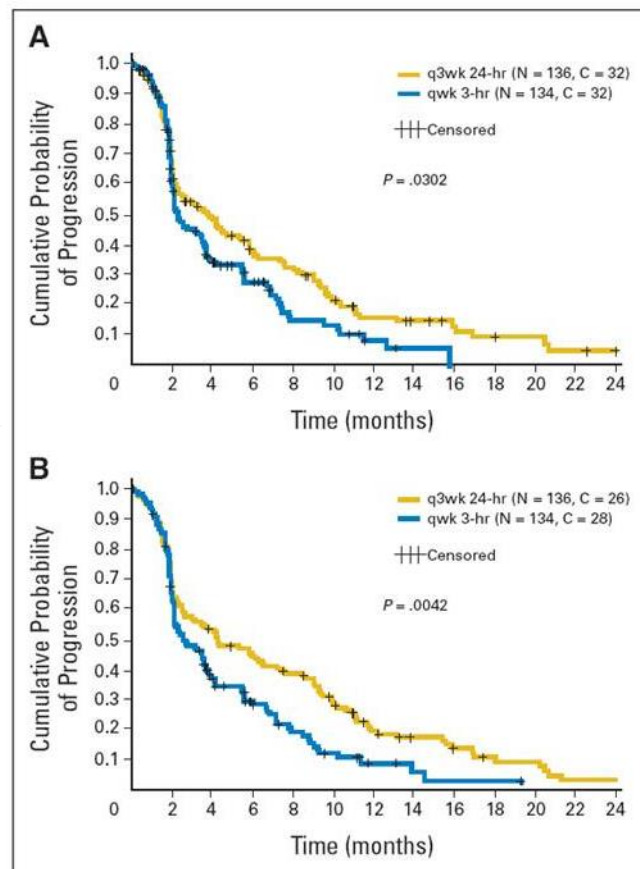 A
q3wk 24-hr (N = 136, C = 32)
qwk 3-hr (N = 134, C = 32)
Censored
P = .0302
1.0
0.9
0.8
0.7
0.6
0.5
0.4
0.3
0.2
0.1
Cumulative Probability
of Progression
0 2 4 6 8 10 12 14 16 18 20 22 24
Time (months)
B
q3wk 24-hr (N = 136, C = 26)
qwk 3-hr (N = 134, C = 28)
Censored
P = .0042
1.0
0.9
0.8
0.7
0.6
0.5
0.4
0.3
0.2
0.1
Cumulative Probability
of Progression
0 2 4 6 8 10 12 14 16 18 20 22 24
Time (months)